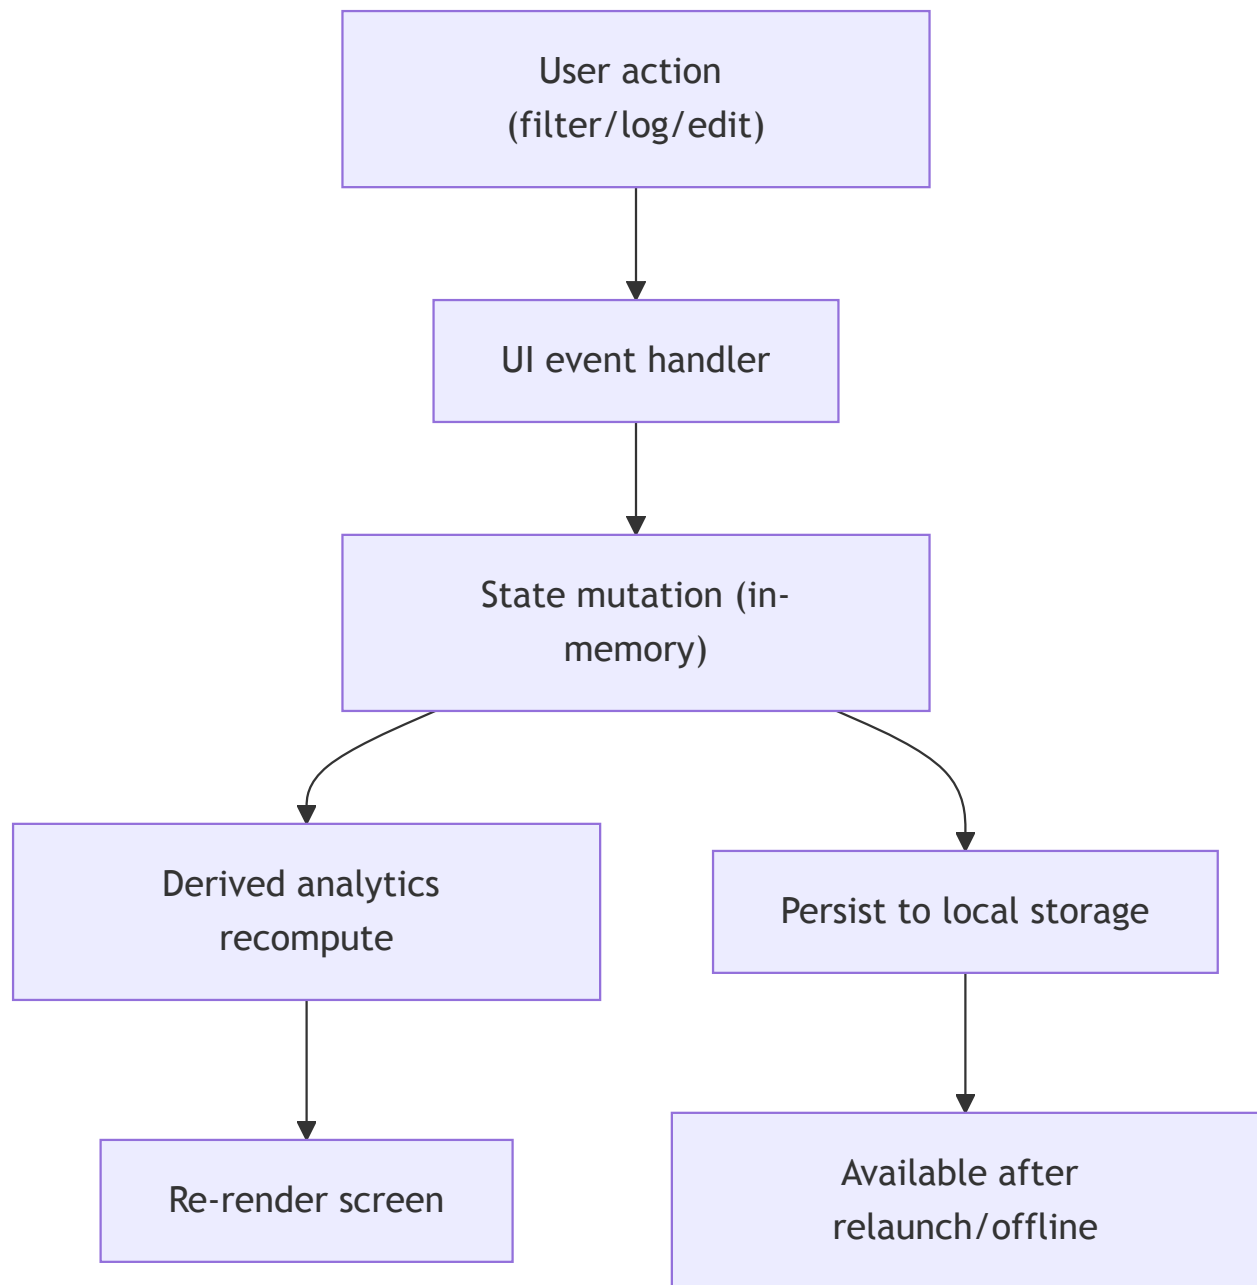 User action
(filter/log/edit)
UI event handler
State mutation (in-
memory)
Derived analytics
recompute
Persist to local storage
Re-render screen
Available after
relaunch/offline